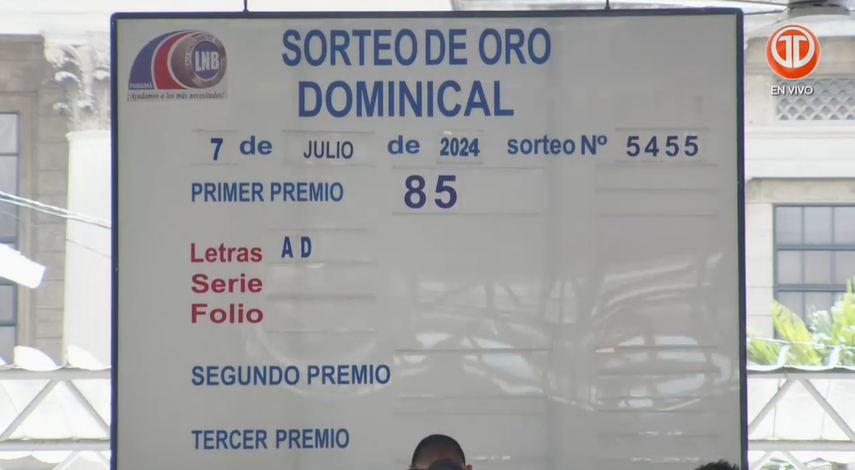 LNB
PANAMÁ
¡Ayudamos a los más necesitados!
SORTEO DE ORO
DOMINICAL
EN VIVO
7 de JULIO de 2024 sorteo Nº 5455
PRIMER PREMIO 85
Letras A D
Serie
Folio
SEGUNDO PREMIO
TERCER PREMIO